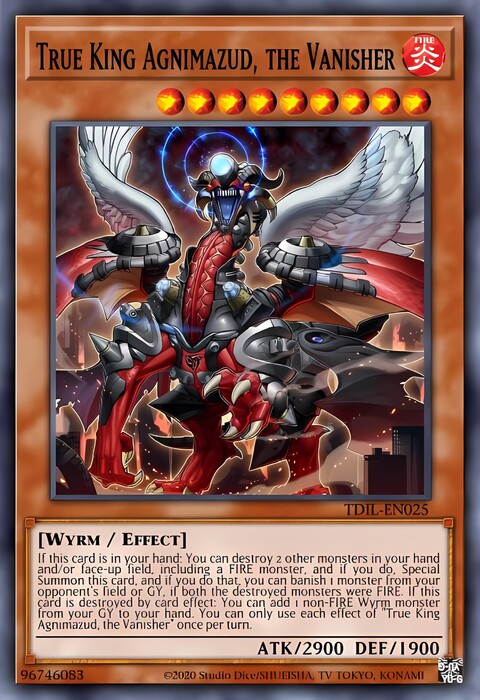 TRUE KING AGNIMAZUD, THE VANISHER
FIRE
炎
TDIL-EN025
[WYRM / EFFECT]
If this card is in your hand: You can destroy 2 other monsters in your hand
and/or face-up field, including a FIRE monster, and if you do, Special
Summon this card, and if you do that, you can banish 1 monster from your
opponent's field or GY, if both the destroyed monsters were FIRE. If this
card is destroyed by card effect: You can add 1 non-FIRE Wyrm monster
from your GY to your hand. You can only use each effect of "True King
Agnimazud, the Vanisher" once per turn.
ATK/2900 DEF/1900
96746083
©2020 Studio Dice/SHUEISHA, TV TOKYO, KONAMI